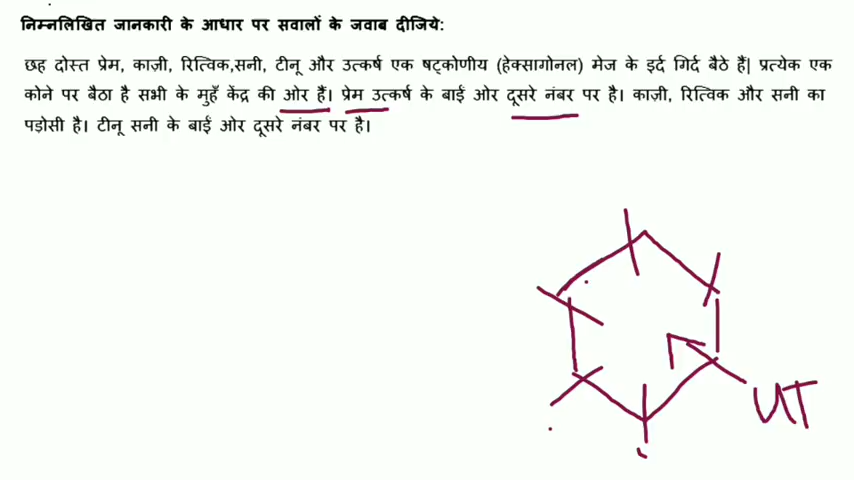 निम्नलिखित जानकारी के आधार पर सवालों के जवाब दीजिये:
छह दोस्त प्रेम, काज़ी, रित्विक,सनी, टीनू और उत्कर्ष एक षट्कोणीय (हेक्सागोनल) मेज के इर्द गिर्द बैठे हैं| प्रत्येक एक
कोने पर बैठा है सभी के मुहँ केंद्र की ओर हैं। प्रेम उत्कर्ष के बाईं ओर दूसरे नंबर पर है। काज़ी, रित्विक और सनी का
पड़ोसी है। टीनू सनी के बाईं ओर दूसरे नंबर पर है।
UT